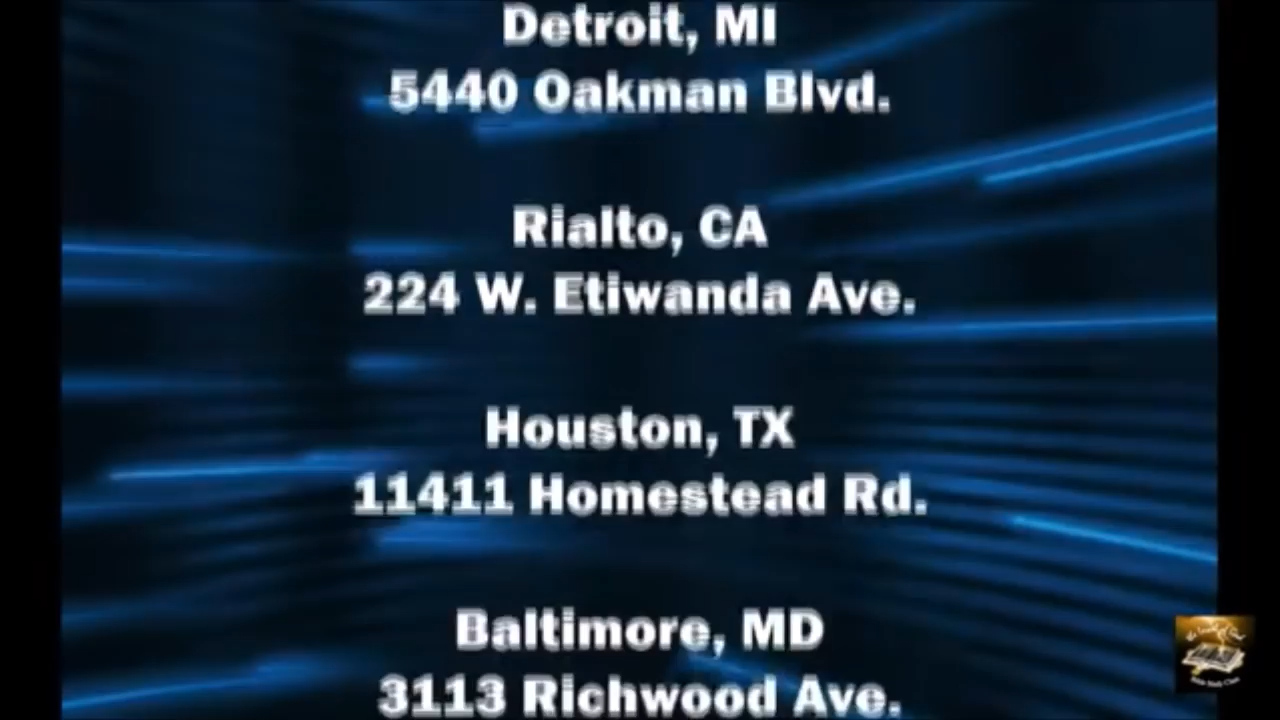 Detroit, MI
5440 Oakman Blvd.
Rialto, CA
224 W. Etiwanda Ave.
Houston, TX
11411 Homestead Rd.
Baltimore, MD
3113 Richwood Ave.